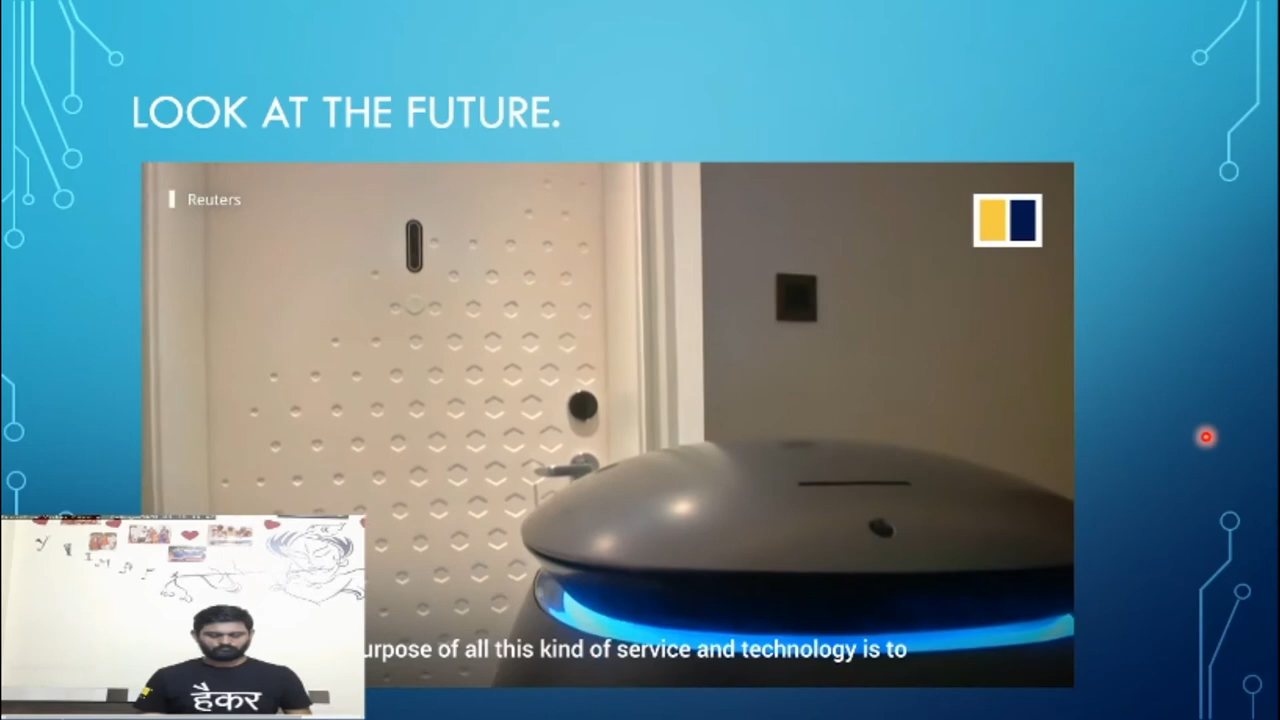 LOOK AT THE FUTURE.
Reuters
urpose of all this kind of service and technology is to
हैकर